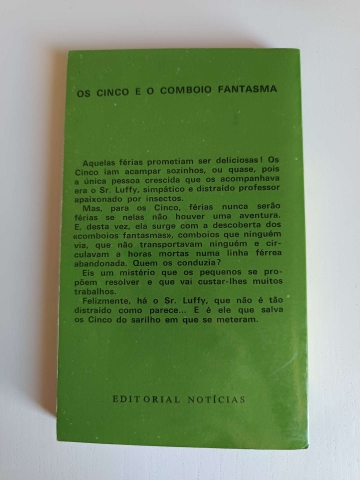 OS CINCO E O COMBOIO FANTASMA
Aquelas férias prometiam ser deliciosas! Os
Cinco iam acampar sozinhos, ou quase, pois
a única pessoa crescida que os acompanhava
era o Sr. Luffy, simpático e distraído professor
apaixonado por insectos.
Mas, para os Cinco, férias nunca serão
férias se nelas não houver uma aventura.
E, desta vez, ela surge com a descoberta dos
«comboios fantasmas», comboios que ninguém
via, que não transportavam ninguém e cir-
culavam a horas mortas numa linha férrea
abandonada. Quem os conduzia?
Eis um mistério que os pequenos se pro-
põem resolver e que vai custar-lhes muitos
trabalhos.
Felizmente, há o Sr. Luffy, que não é tão
distraído como parece... E é ele que salva
os Cinco do sarilho em que se meteram.
EDITORIAL NOTÍCIAS